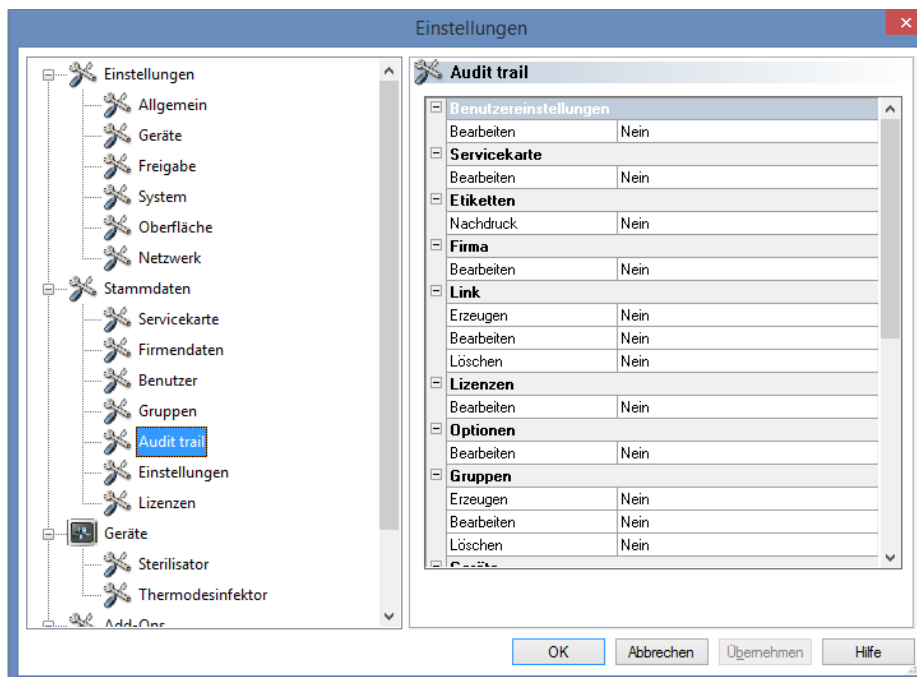 Einstellungen
Einstellungen
Allgemein
Geräte
Freigabe
System
Oberfläche
Netzwerk
Stammdaten
Servicekarte
Firmendaten
Benutzer
Gruppen
Audit trail
Einstellungen
Lizenzen
Geräte
Sterilisator
Thermodesinfektor
Add-Ons
Audit trail
Benutzereinstellungen
Bearbeiten Nein
Servicekarte
Bearbeiten Nein
Etiketten
Nachdruck Nein
Firma
Bearbeiten Nein
Link
Erzeugen Nein
Bearbeiten Nein
Löschen Nein
Lizenzen
Bearbeiten Nein
Optionen
Bearbeiten Nein
Gruppen
Erzeugen Nein
Bearbeiten Nein
Löschen Nein
Geräte
OK Abbrechen Übernehmen Hilfe